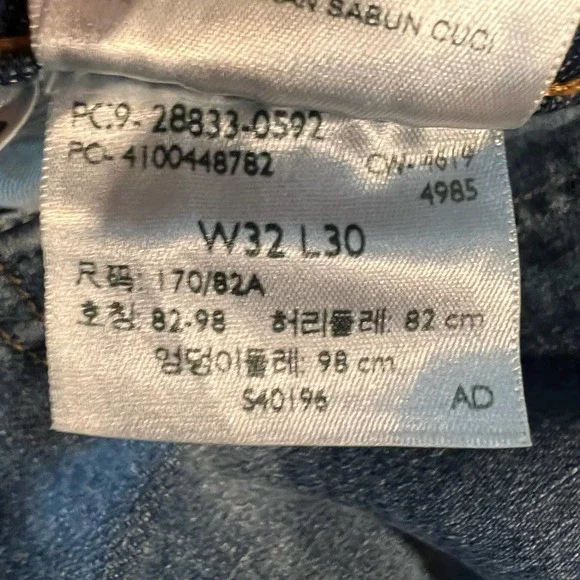 SABUN CUCI
PC9- 28833-0592
PC- 4100448782
4985
W32 L30
尺码: 170/82A
호칭: 82-98 허리둘레: 82 cm
엉덩이둘레: 98 cm
S40196 AD